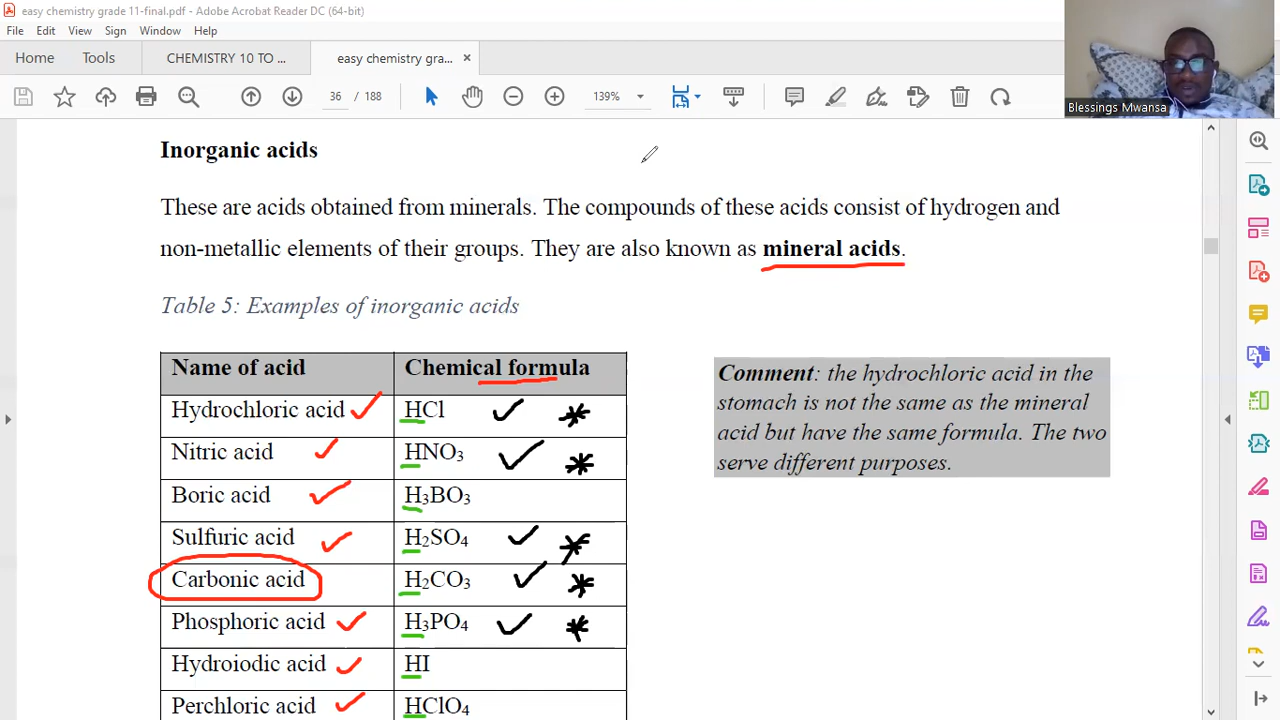 easy chemistry grade 11-final.pdf - Adobe Acrobat Reader DC (64-bit)
File Edit View Sign Window Help
Home Tools CHEMISTRY 10 TO ... easy chemistry gra... ×
36 / 188 139%
Blessings Mwansa
Inorganic acids
These are acids obtained from minerals. The compounds of these acids consist of hydrogen and
non-metallic elements of their groups. They are also known as mineral acids.
Table 5: Examples of inorganic acids
Name of acid Chemical formula
Hydrochloric acid HCl
Nitric acid HNO₃
Boric acid H₃BO₃
Sulfuric acid H₂SO₄
Carbonic acid H₂CO₃
Phosphoric acid H₃PO₄
Hydroiodic acid HI
Perchloric acid HClO₄
Comment: the hydrochloric acid in the
stomach is not the same as the mineral
acid but have the same formula. The two
serve different purposes.